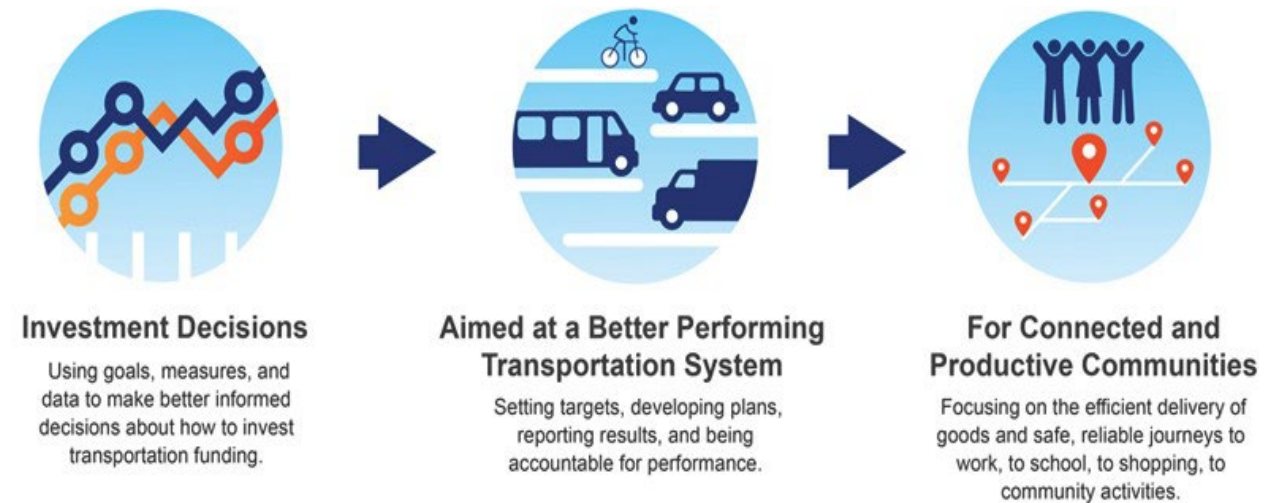 Investment Decisions
Using goals, measures, and
data to make better informed
decisions about how to invest
transportation funding.
Aimed at a Better Performing
Transportation System
Setting targets, developing plans,
reporting results, and being
accountable for performance.
For Connected and
Productive Communities
Focusing on the efficient delivery of
goods and safe, reliable journeys to
work, to school, to shopping, to
community activities.